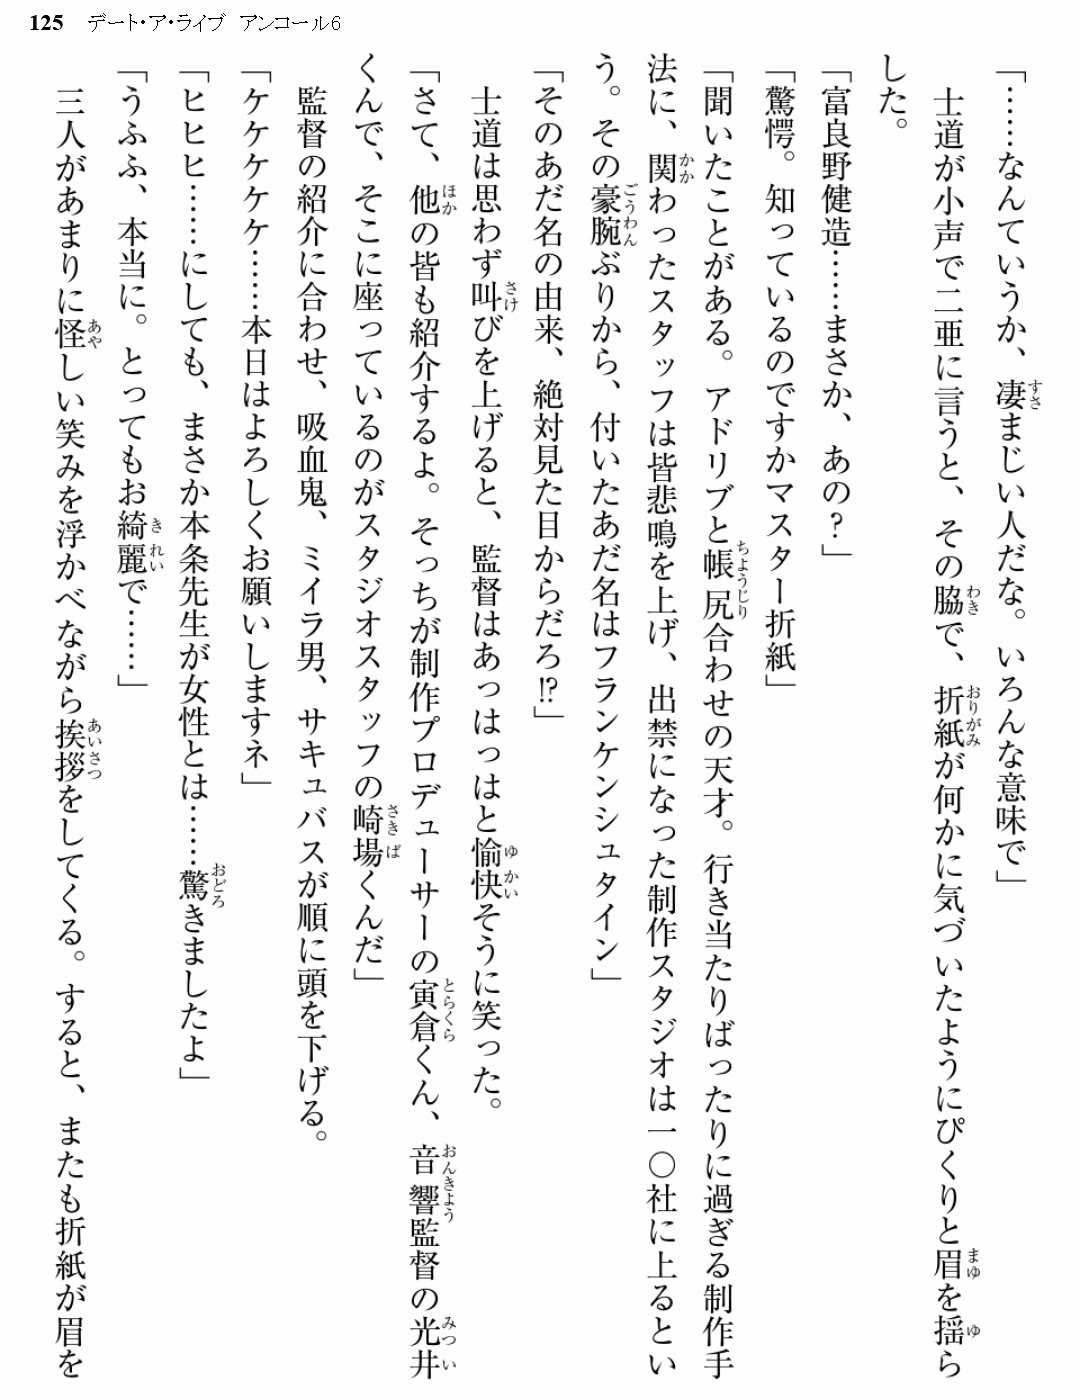 125 デート・ア・ライブ アンコール6
「……なんていうか、凄まじい人だな。いろんな意味で」
士道が小声で二亜に言うと、その脇で、折紙が何かに気づいたようにぴくりと眉を揺ら
した。
「富良野健造……まさか、あの?」
「驚愕。知っているのですかマスター折紙」
「聞いたことがある。アドリブと帳尻合わせの天才。行き当たりばったりに過ぎる制作手
法に、関わったスタッフは皆悲鳴を上げ、出禁になった制作スタジオは一〇社に上るとい
う。その豪腕ぶりから、付いたあだ名はフランケンシュタイン」
「そのあだ名の由来、絶対見た目からだろ!?」
士道は思わず叫びを上げると、監督はあっはっはと愉快そうに笑った。
「さて、他の皆も紹介するよ。そっちが制作プロデューサーの寅倉くん、音響監督の光井
くんで、そこに座っているのがスタジオスタッフの崎場くんだ」
監督の紹介に合わせ、吸血鬼、ミイラ男、サキュバスが順に頭を下げる。
「ケケケケケ……本日はよろしくお願いしますネ」
「ヒヒヒ……にしても、まさか本条先生が女性とは……驚きましたよ」
「うふふ、本当に。とってもお綺麗で……」
三人があまりに怪しい笑みを浮かべながら挨拶をしてくる。すると、またも折紙が眉を